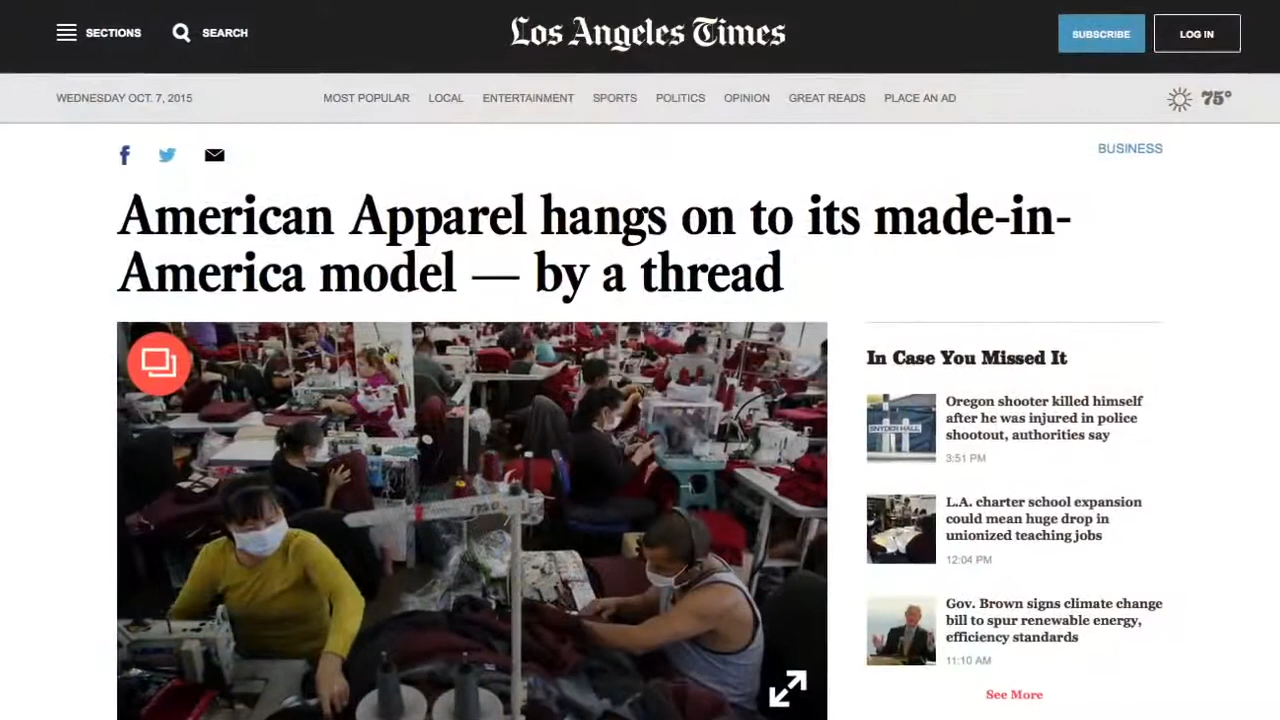 SECTIONS
SEARCH
Los Angeles Times
SUBSCRIBE
LOG IN
WEDNESDAY OCT. 7, 2015
MOST POPULAR
LOCAL
ENTERTAINMENT
SPORTS
POLITICS
OPINION
GREAT READS
PLACE AN AD
75°
BUSINESS
American Apparel hangs on to its made-in-
America model — by a thread
In Case You Missed It
SNYDER HALL
Oregon shooter killed himself
after he was injured in police
shootout, authorities say
3:51 PM
L.A. charter school expansion
could mean huge drop in
unionized teaching jobs
12:04 PM
Gov. Brown signs climate change
bill to spur renewable energy,
efficiency standards
11:10 AM
See More